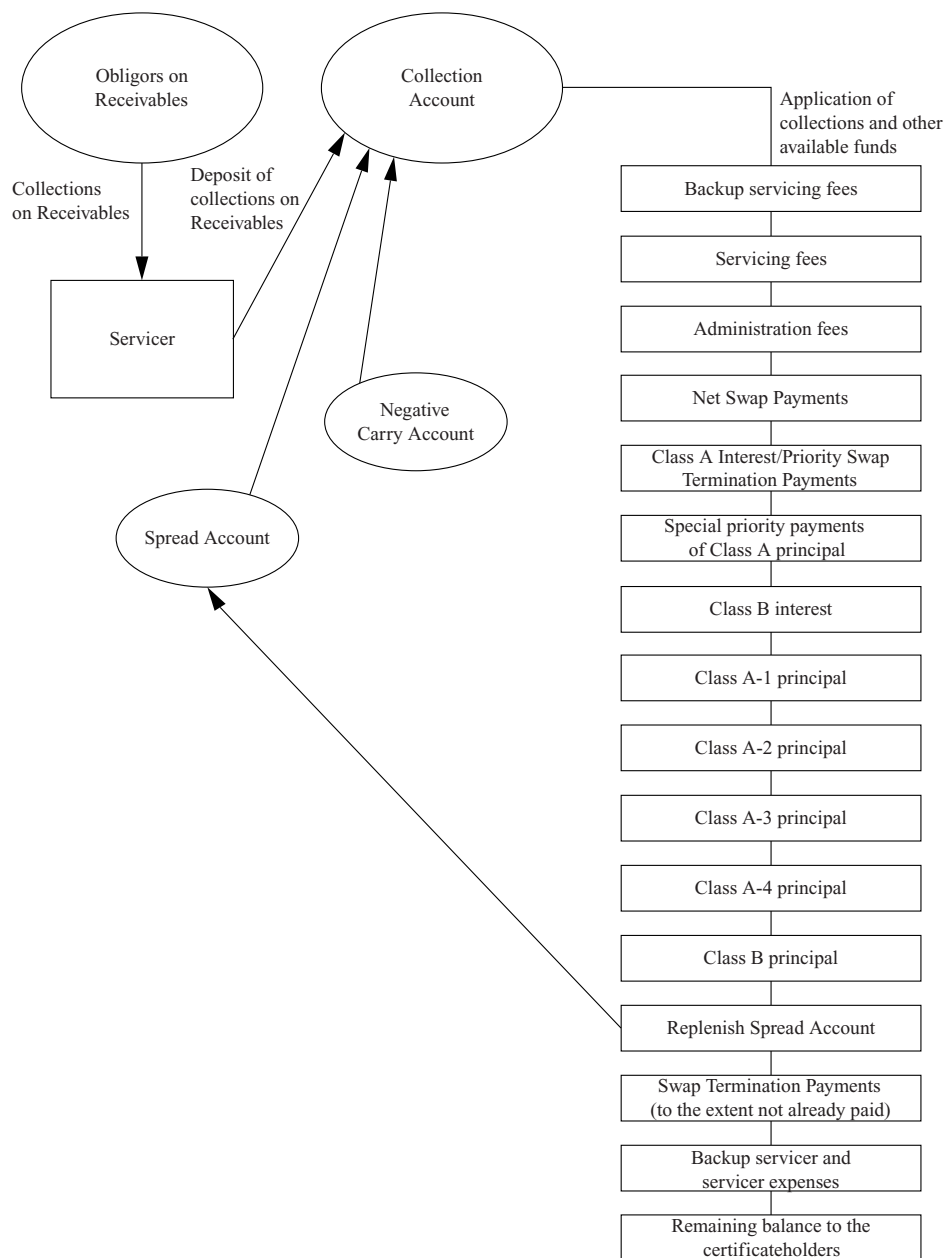 Obligors on
Receivables
Collection
Account
Application of
collections and other
available funds
Collections
on Receivables
Deposit of
collections on
Receivables
Servicer
Negative
Carry Account
Spread Account
Backup servicing fees
Servicing fees
Administration fees
Net Swap Payments
Class A Interest/Priority Swap
Termination Payments
Special priority payments
of Class A principal
Class B interest
Class A-1 principal
Class A-2 principal
Class A-3 principal
Class A-4 principal
Class B principal
Replenish Spread Account
Swap Termination Payments
(to the extent not already paid)
Backup servicer and
servicer expenses
Remaining balance to the
certificateholders